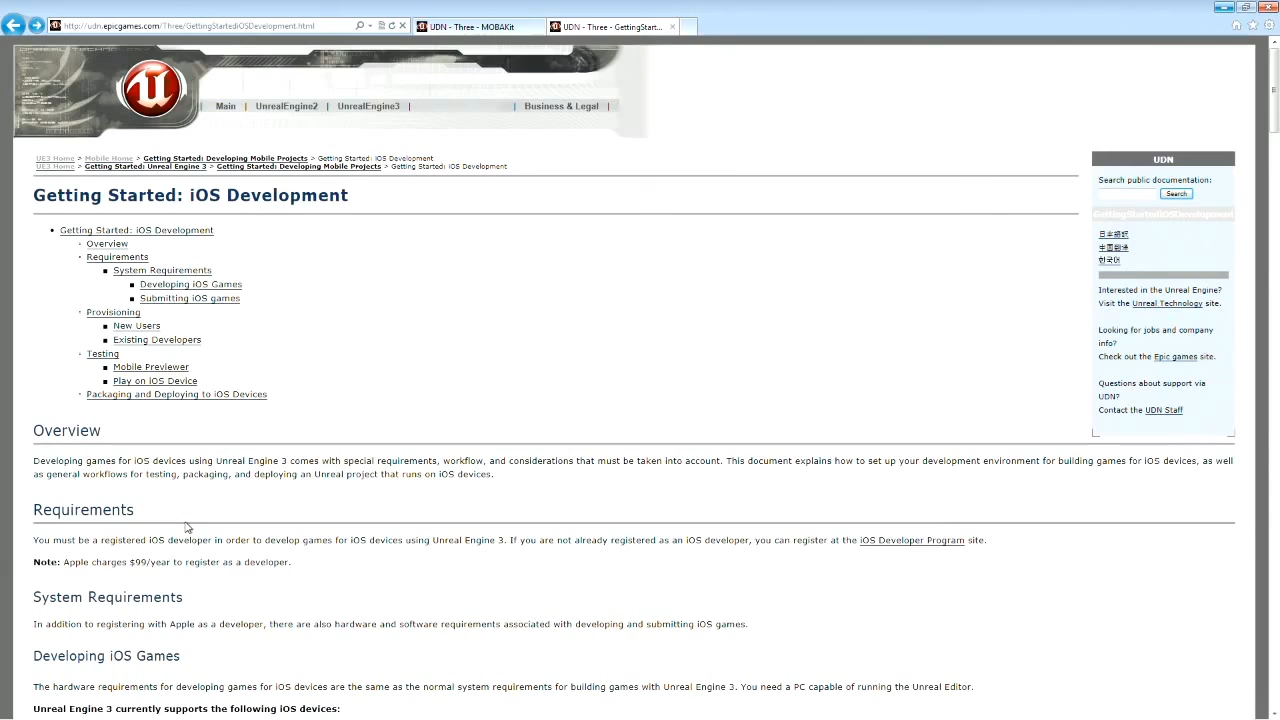 http://udn.epicgames.com/Three/GettingStartediOSDevelopment.html
UDN - Three - MOBAKit
UDN - Three - GettingStart...
Main
UnrealEngine2
UnrealEngine3
Business & Legal
UE3 Home > Mobile Home > Getting Started: Developing Mobile Projects > Getting Started: iOS Development
UE3 Home > Getting Started: Unreal Engine 3 > Getting Started: Developing Mobile Projects > Getting Started: iOS Development
Getting Started: iOS Development
Getting Started: iOS Development
Overview
Requirements
System Requirements
Developing iOS Games
Submitting iOS games
Provisioning
New Users
Existing Developers
Testing
Mobile Previewer
Play on iOS Device
Packaging and Deploying to iOS Devices
UDN
Search public documentation:
Search
GettingStartediOSDevelopment
日本語訳
中国翻译
한국어
Interested in the Unreal Engine?
Visit the Unreal Technology site.
Looking for jobs and company
info?
Check out the Epic games site.
Questions about support via
UDN?
Contact the UDN Staff
Overview
Developing games for iOS devices using Unreal Engine 3 comes with special requirements, workflow, and considerations that must be taken into account. This document explains how to set up your development environment for building games for iOS devices, as well
as general workflows for testing, packaging, and deploying an Unreal project that runs on iOS devices.
Requirements
You must be a registered iOS developer in order to develop games for iOS devices using Unreal Engine 3. If you are not already registered as an iOS developer, you can register at the iOS Developer Program site.
Note: Apple charges $99/year to register as a developer.
System Requirements
In addition to registering with Apple as a developer, there are also hardware and software requirements associated with developing and submitting iOS games.
Developing iOS Games
The hardware requirements for developing games for iOS devices are the same as the normal system requirements for building games with Unreal Engine 3. You need a PC capable of running the Unreal Editor.
Unreal Engine 3 currently supports the following iOS devices: